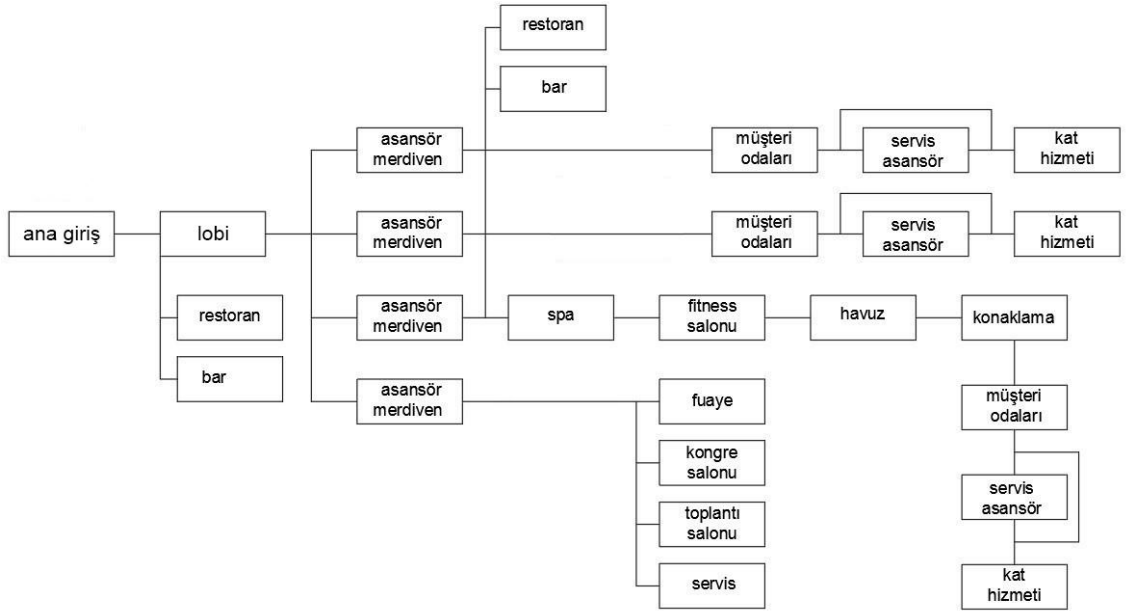 restoran
bar
asansör
merdiven
müşteri
odaları
servis
asansör
kat
hizmeti
ana giriş
lobi
asansör
merdiven
müşteri
odaları
servis
asansör
kat
hizmeti
restoran
asansör
merdiven
spa
fitness
salonu
havuz
konaklama
bar
asansör
merdiven
fuaye
müşteri
odaları
kongre
salonu
servis
asansör
toplantı
salonu
servis
kat
hizmeti